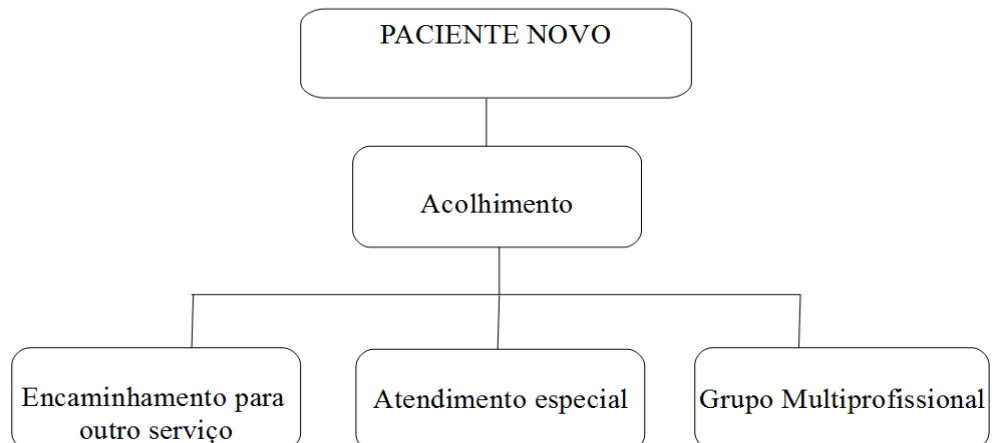 PACIENTE NOVO
Acolhimento
Encaminhamento para
outro serviço
Atendimento especial
Grupo Multiprofissional